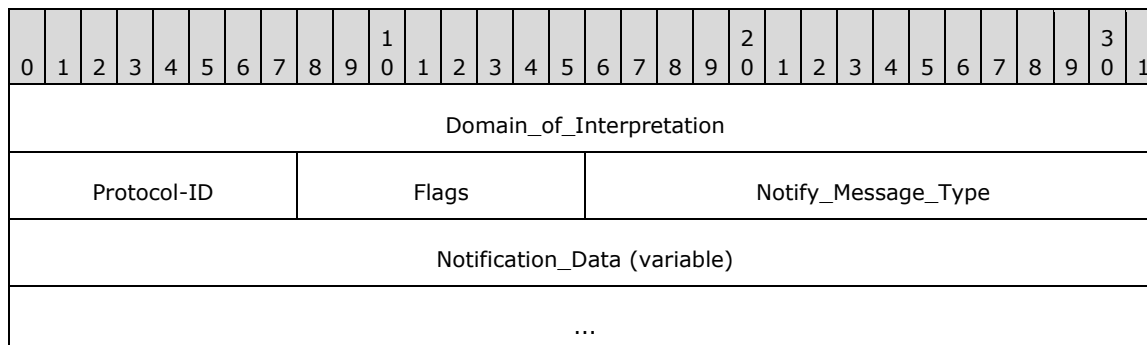 1 2 3
0 1 2 3 4 5 6 7 8 9 0 1 2 3 4 5 6 7 8 9 0 1 2 3 4 5 6 7 8 9 0 1
Domain_of_Interpretation
Protocol-ID Flags Notify_Message_Type
Notification_Data (variable)
...